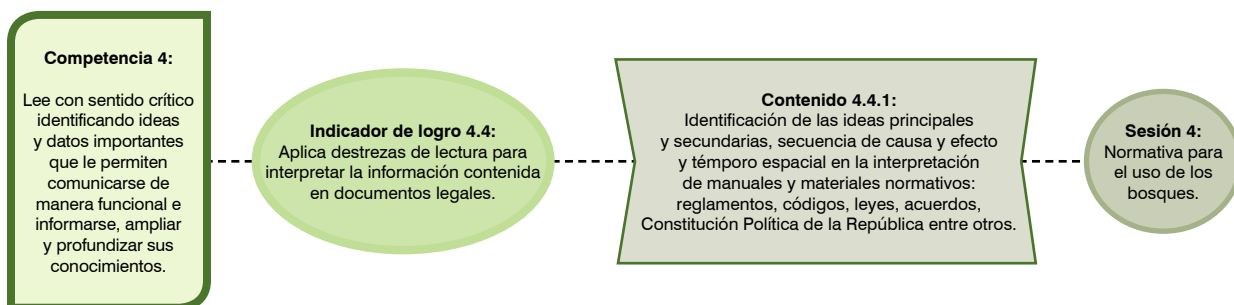 Competencia 4:
Lee con sentido crítico
identificando ideas
y datos importantes
que le permiten
comunicarse de
manera funcional e
informarse, ampliar
y profundizar sus
conocimientos.
Indicador de logro 4.4:
Aplica destrezas de lectura para
interpretar la información contenida
en documentos legales.
Contenido 4.4.1:
Identificación de las ideas principales
y secundarias, secuencia de causa y efecto
y témporo espacial en la interpretación
de manuales y materiales normativos:
reglamentos, códigos, leyes, acuerdos,
Constitución Política de la República entre otros.
Sesión 4:
Normativa para
el uso de los
bosques.